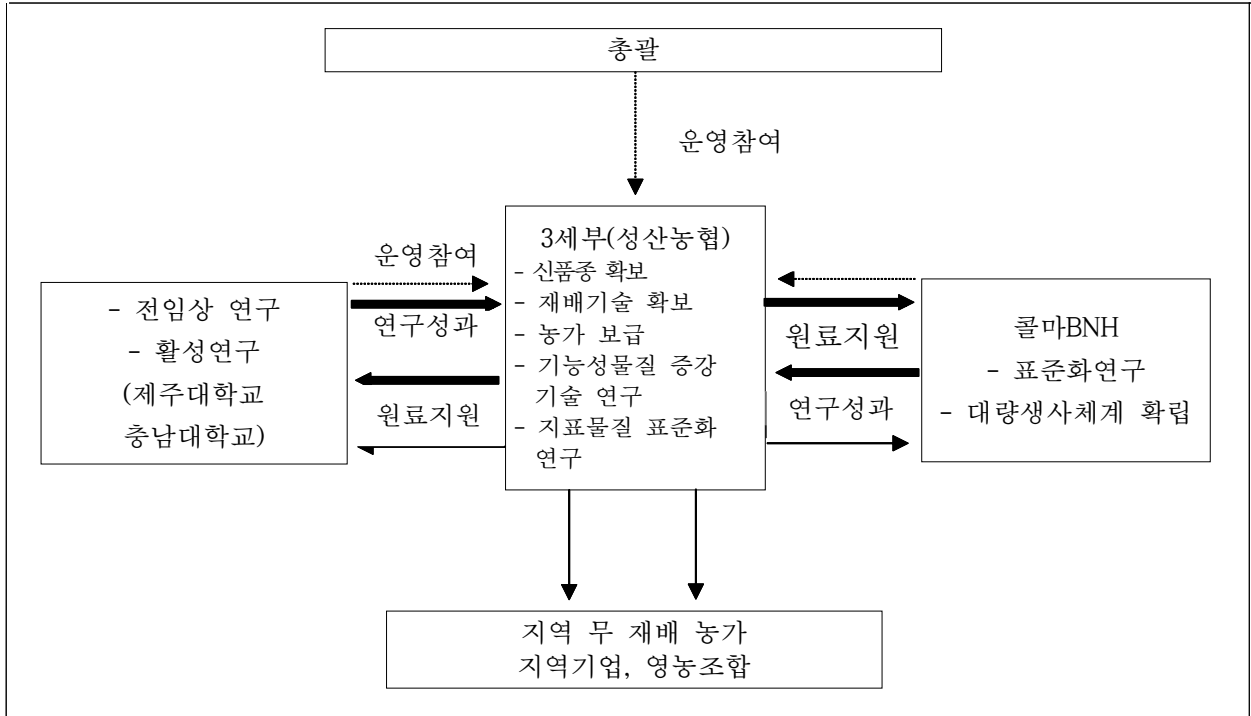 총괄
운영참여
운영참여
연구성과
원료지원
- 전임상 연구
- 활성연구
(제주대학교
충남대학교)
3세부(성산농협)
- 신품종 확보
- 재배기술 확보
- 농가 보급
- 기능성물질 증강
기술 연구
- 지표물질 표준화
연구
원료지원
연구성과
콜마BNH
- 표준화연구
- 대량생사체계 확립
지역 무 재배 농가
지역기업, 영농조합